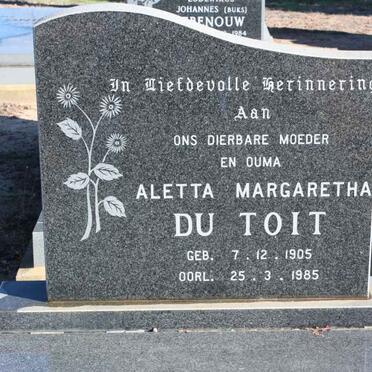 JOHANNES (BUKS)
In Liefdevolle Herinnering
Aan
ONS DIERBARE MOEDER
EN OUMA
ALETTA MARGARETHA
DU TOIT
GEB. 7.12.1905
OORL. 25.3.1985